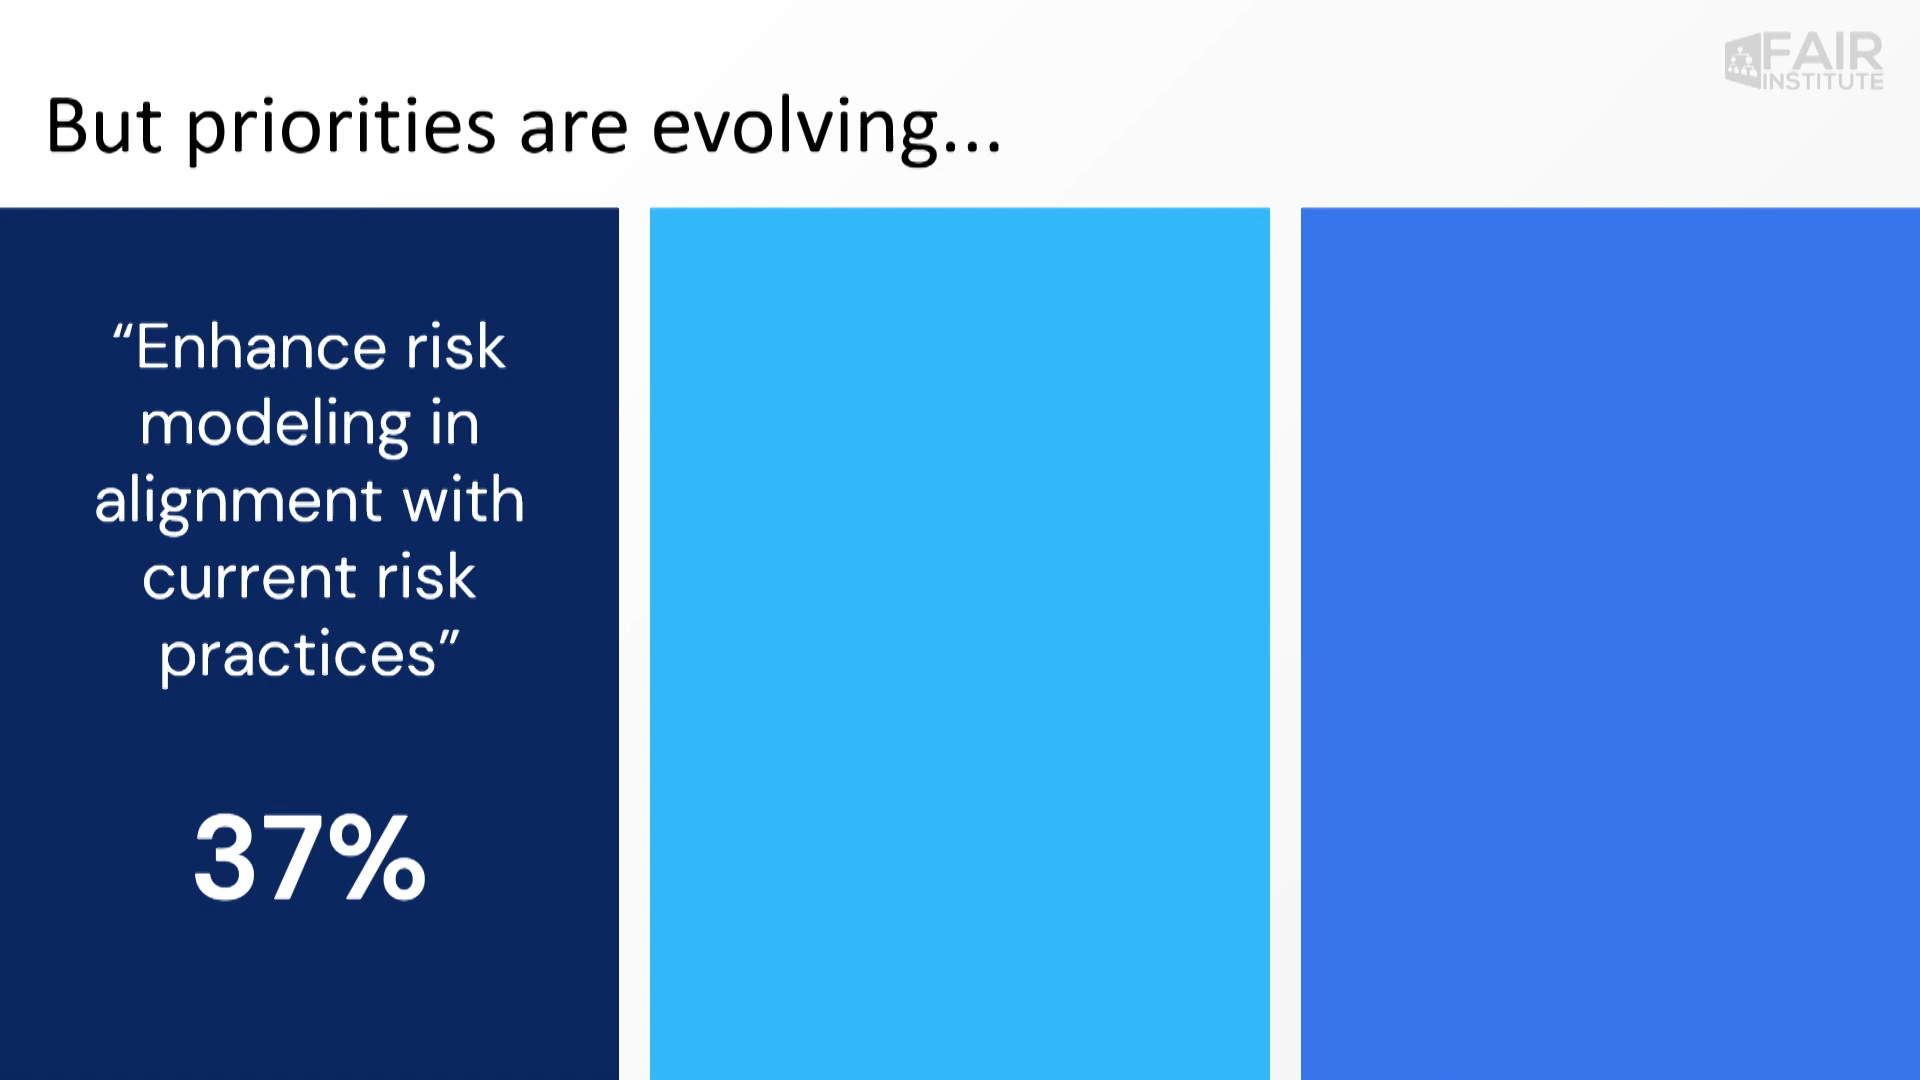 FAIR
INSTITUTE
But priorities are evolving...
“Enhance risk
modeling in
alignment with
current risk
practices”
37%